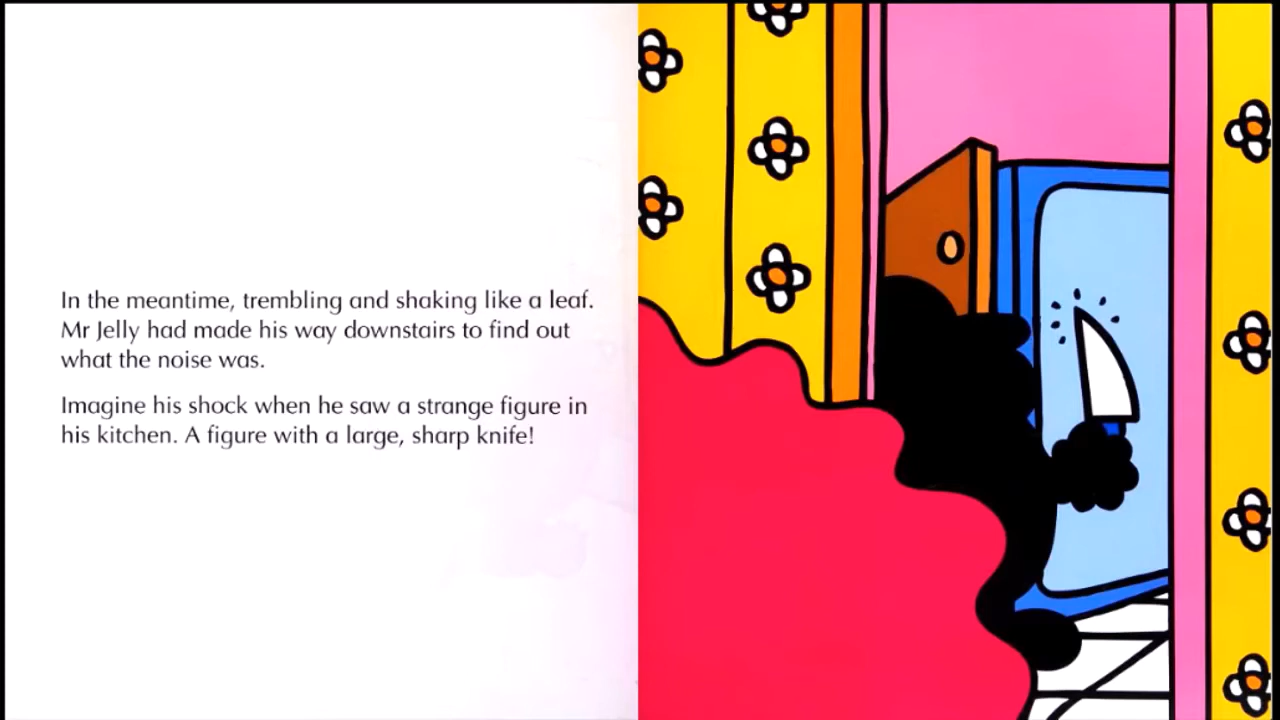 In the meantime, trembling and shaking like a leaf.
Mr Jelly had made his way downstairs to find out
what the noise was.
Imagine his shock when he saw a strange figure in
his kitchen. A figure with a large, sharp knife!